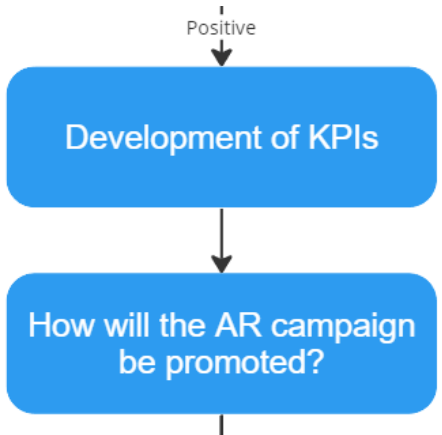 Positive
Development of KPIs
How will the AR campaign
be promoted?